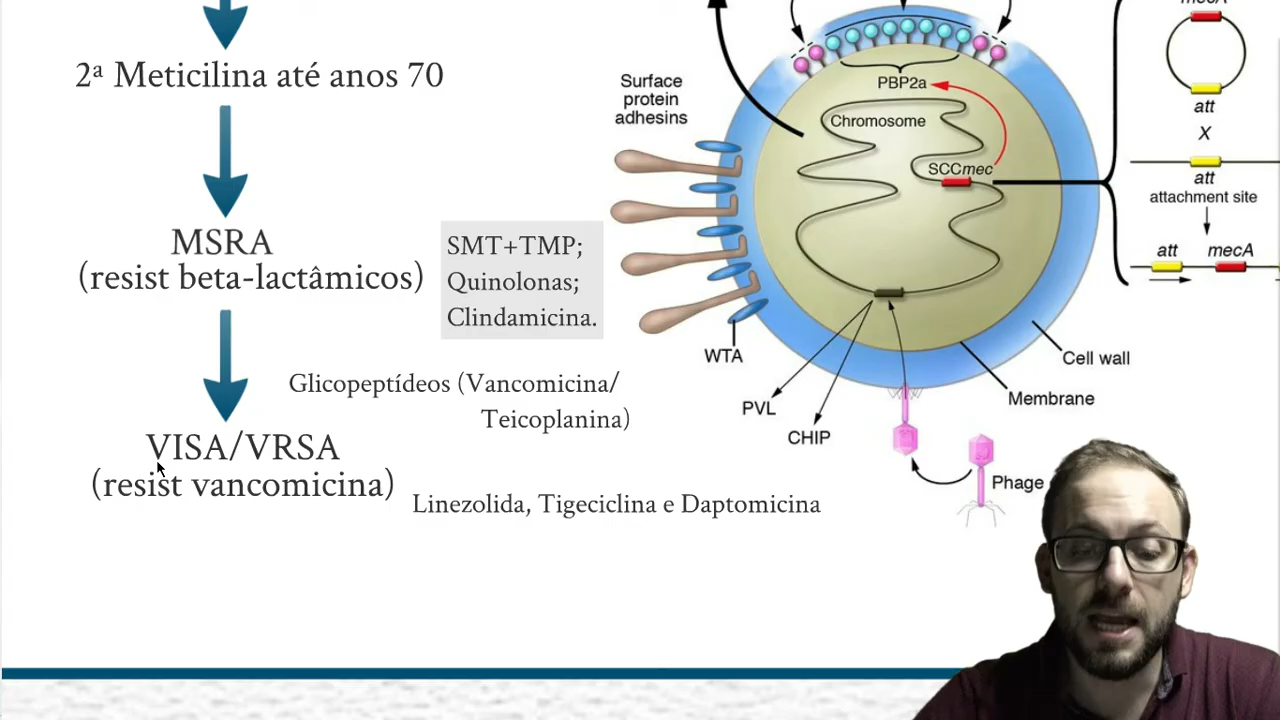 2ª Meticilina até anos 70
MSRA
(resist beta-lactâmicos)
SMT+TMP;
Quinolonas;
Clindamicina.
Glicopeptídeos (Vancomicina/
Teicoplanina)
VISA/VRSA
(resist vancomicina)
Linezolida, Tigeciclina e Daptomicina
Surface
protein
adhesins
WTA
PBP2a
Chromosome
SCCmec
PVL
CHIP
Cell wall
Membrane
Phage
mecA
att
X
att
attachment site
att mecA